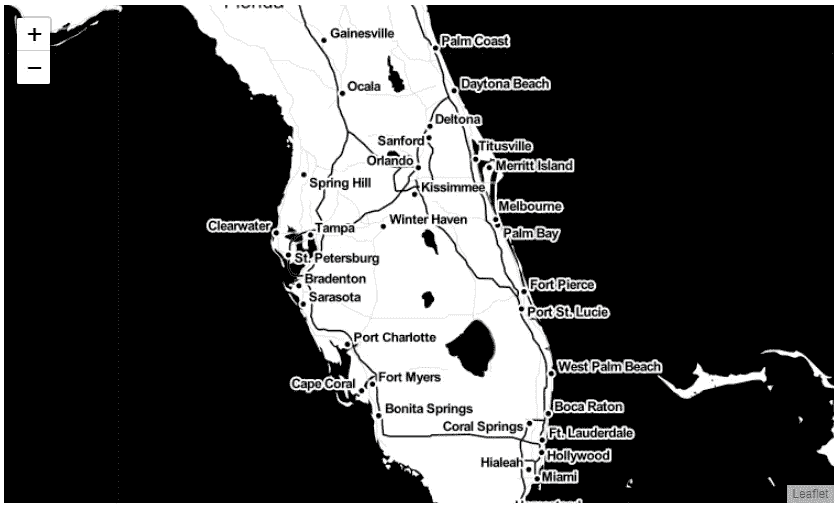 Florida
+
Gainesville
Palm Coast
−
Ocala
Daytona Beach
Deltona
Sanford
Titusville
Orlando
Merritt Island
Spring Hill
Kissimmee
Melbourne
Clearwater
Tampa
Winter Haven
Palm Bay
St. Petersburg
Bradenton
Fort Pierce
Sarasota
Port St. Lucie
Port Charlotte
West Palm Beach
Cape Coral
Fort Myers
Bonita Springs
Boca Raton
Coral Springs
Ft. Lauderdale
Hollywood
Hialeah
Miami
Leaflet